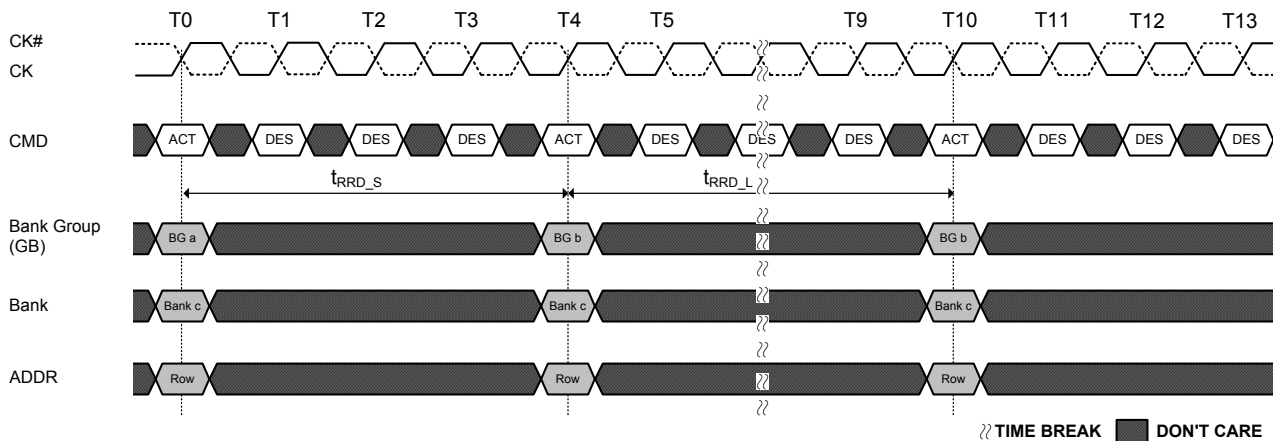 T0 T1 T2 T3 T4 T5 T9 T10 T11 T12 T13
CK#
CK
CMD ACT DES DES DES ACT DES DES DES ACT DES DES DES
tRRD_S tRRD_L
Bank Group
(GB) BG a BG b BG b
Bank Bank c Bank c Bank c
ADDR Row Row Row
TIME BREAK DON'T CARE